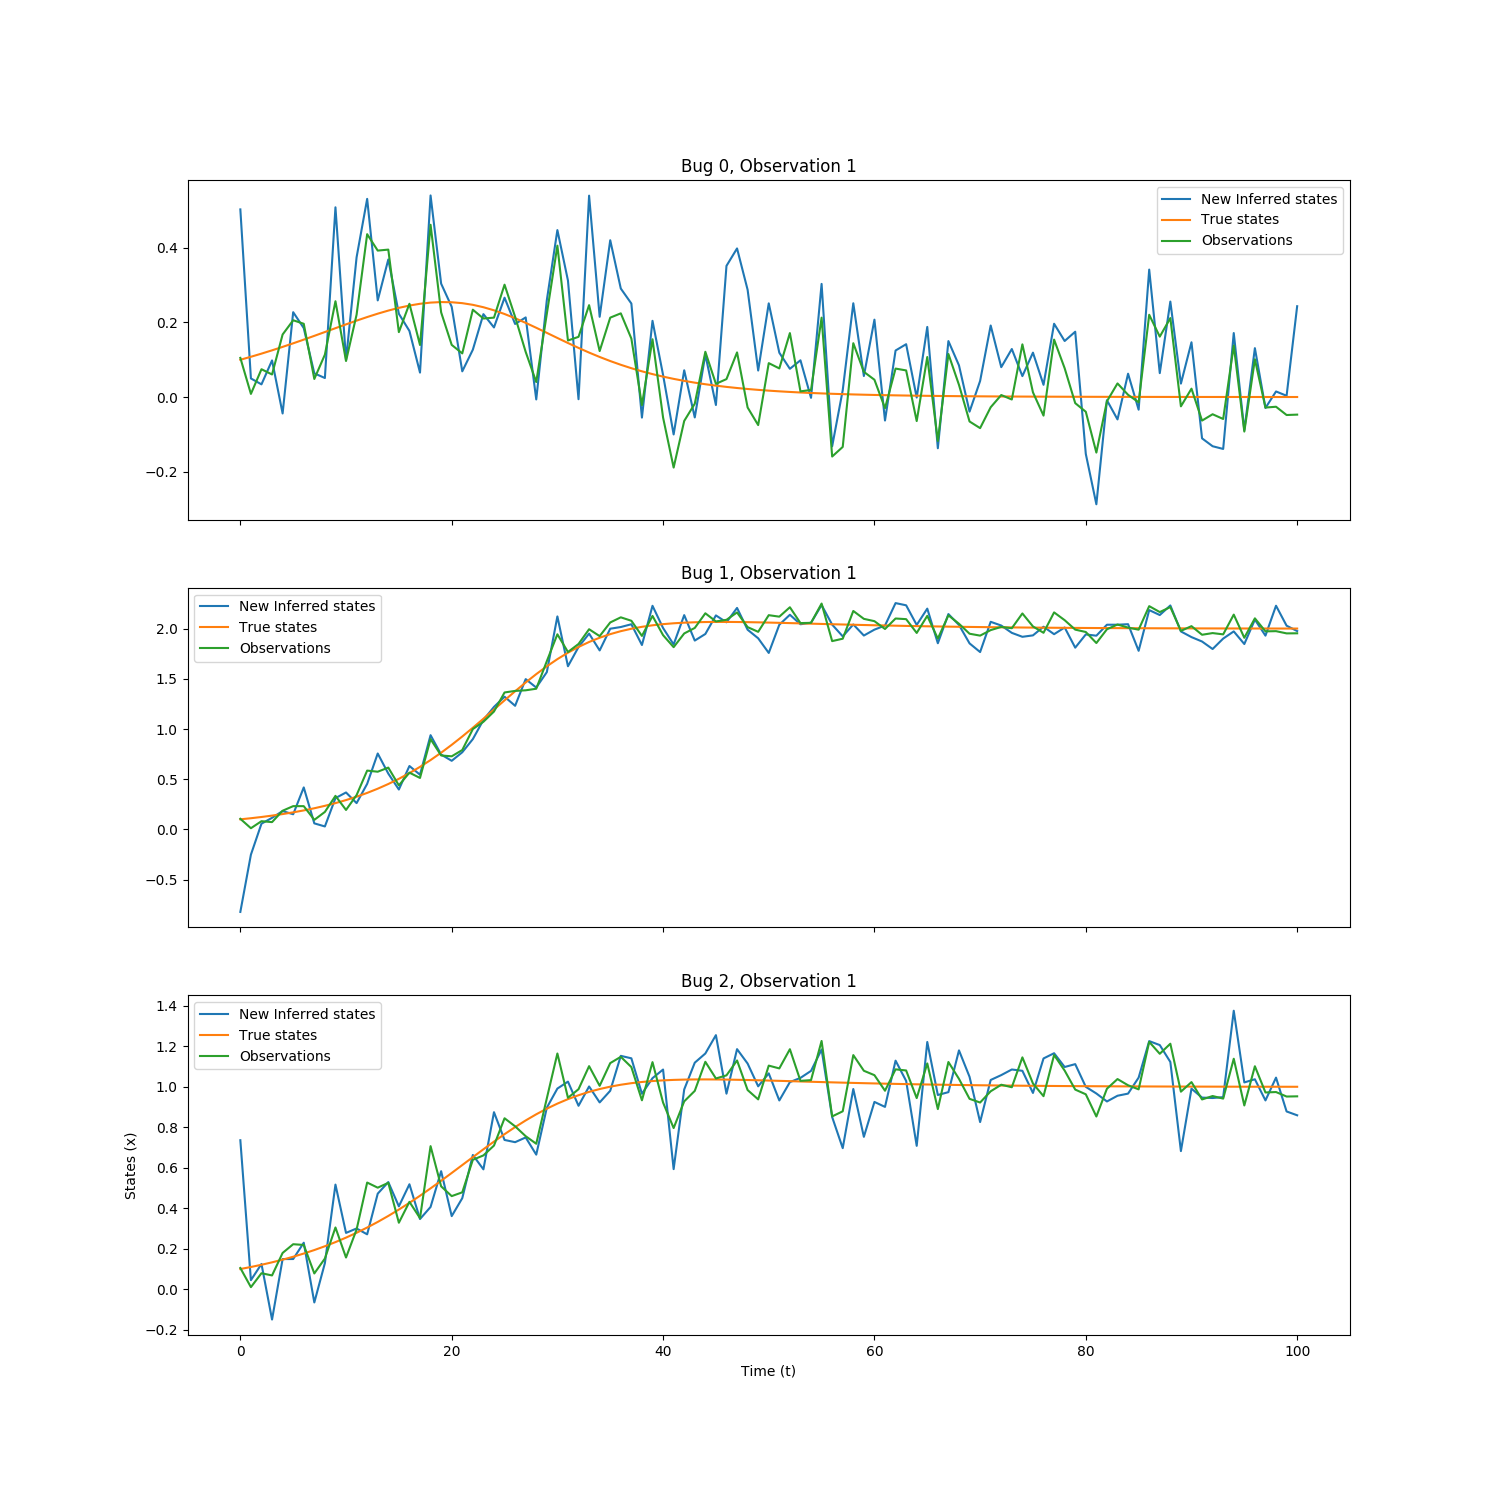 Bug 0, Observation 1
New Inferred states
True states
Observations
0.4
0.2
0.0
−0.2
Bug 1, Observation 1
New Inferred states
True states
Observations
2.0
1.5
1.0
0.5
0.0
−0.5
Bug 2, Observation 1
New Inferred states
True states
Observations
1.4
1.2
1.0
0.8
0.6
0.4
0.2
0.0
−0.2
States (x)
0 20 40 60 80 100
Time (t)